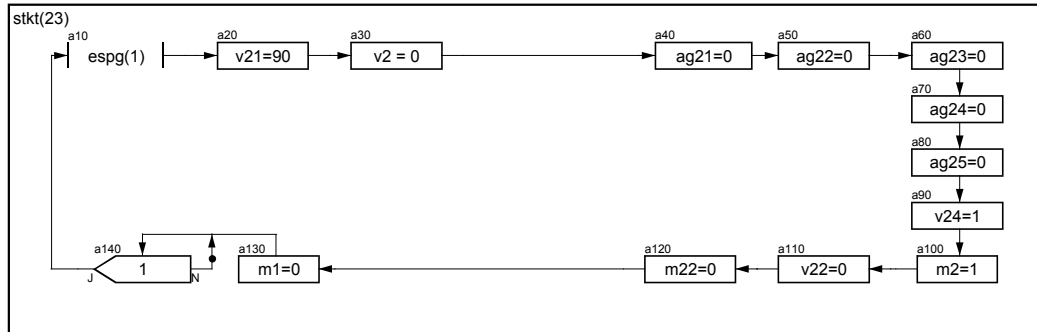 stkt(23)
a10
espg(1)
a20
v21=90
a30
v2 = 0
a40
ag21=0
a50
ag22=0
a60
ag23=0
a70
ag24=0
a80
ag25=0
a90
v24=1
a100
m2=1
a110
v22=0
a120
m22=0
a130
m1=0
a140
1
J
N